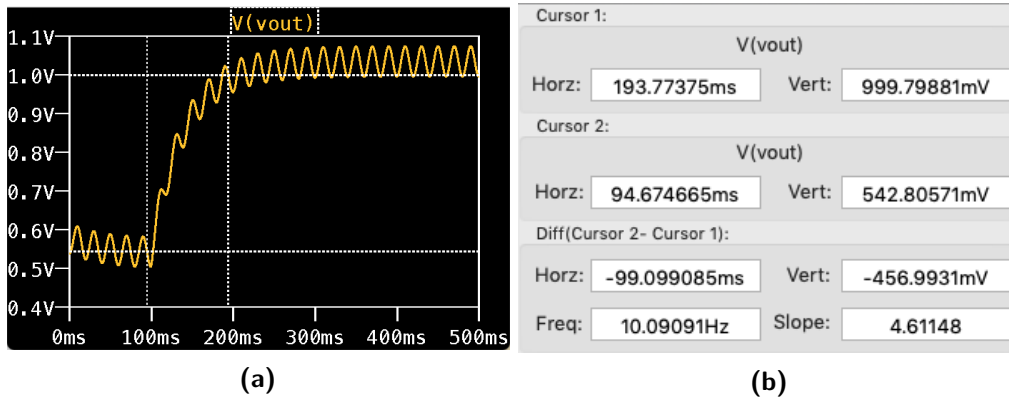 V(vout)
1.1V
1.0V
0.9V
0.8V
0.7V
0.6V
0.5V
0.4V
0ms 100ms 200ms 300ms 400ms 500ms
(a)
Cursor 1:
V(vout)
Horz: 193.77375ms Vert: 999.79881mV
Cursor 2:
V(vout)
Horz: 94.674665ms Vert: 542.80571mV
Diff(Cursor 2- Cursor 1):
Horz: -99.099085ms Vert: -456.9931mV
Freq: 10.09091Hz Slope: 4.61148
(b)